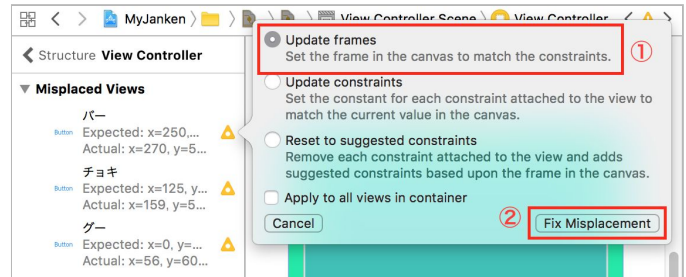 MyJanken
View Controller Scene
View Controller
Structure View Controller
Update frames
Set the frame in the canvas to match the constraints.
①
Update constraints
Set the constant for each constraint attached to the view to
match the current value in the canvas.
Reset to suggested constraints
Remove each constraint attached to the view and adds
suggested constraints based upon the frame in the canvas.
Apply to all views in container
Cancel
②
Fix Misplacement
Misplaced Views
パー
Button
Expected: x=250,...
Actual: x=270, y=5...
チョキ
Button
Expected: x=125, y...
Actual: x=159, y=5...
グー
Button
Expected: x=0, y=...
Actual: x=56, y=60...